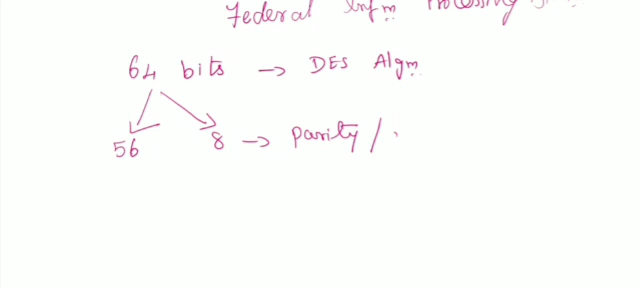 Federal Infm Processing
64 bits → DES Algm
56 8 → parity /